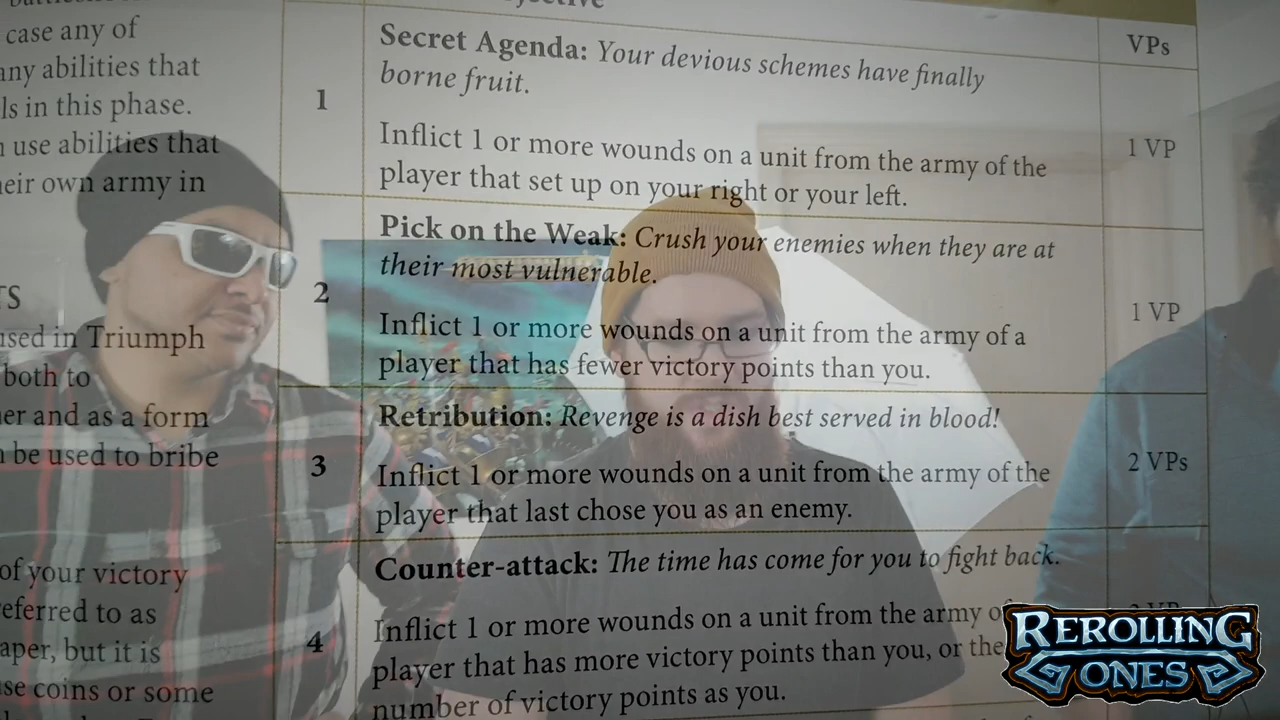 case any of
any abilities that
ls in this phase.
use abilities that
eir own army in
TS
used in Triumph
both to
er and as a form
be used to bribe
of your victory
eferred to as
aper, but it is
se coins or some
VPs
1
Secret Agenda: Your devious schemes have finally
borne fruit.
Inflict 1 or more wounds on a unit from the army of the
player that set up on your right or your left.
1 VP
2
Pick on the Weak: Crush your enemies when they are at
their most vulnerable.
Inflict 1 or more wounds on a unit from the army of a
player that has fewer victory points than you.
1 VP
3
Retribution: Revenge is a dish best served in blood!
Inflict 1 or more wounds on a unit from the army of the
player that last chose you as an enemy.
2 VPs
4
Counter-attack: The time has come for you to fight back.
Inflict 1 or more wounds on a unit from the army of
player that has more victory points than you, or the
number of victory points as you.
REROLLING
ONES